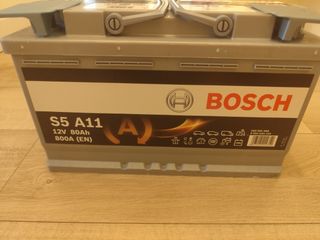 BOSCH
S5 A11
12V 80Ah
800A (EN)
A